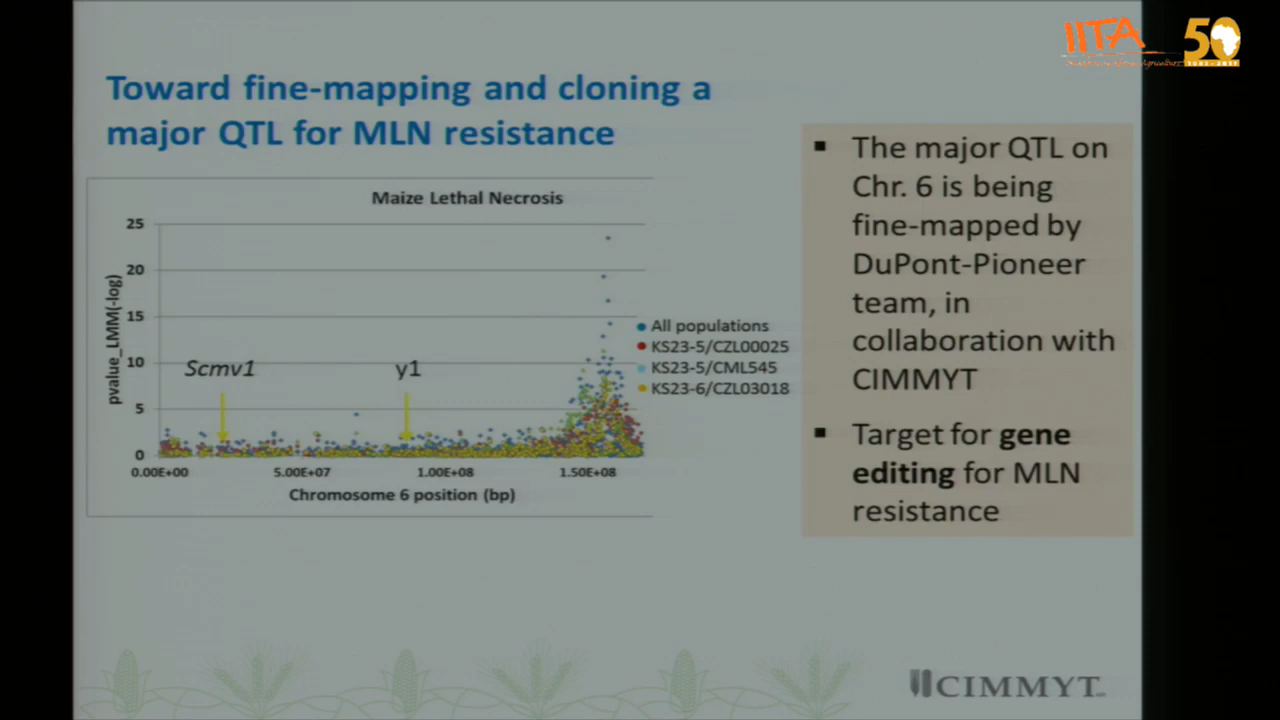 IITA
50
Toward fine-mapping and cloning a
major QTL for MLN resistance
Maize Lethal Necrosis
25
20
15
10
5
0
pvalue_LMM(-log)
Scmv1
y1
0.00E+00
5.00E+07
1.00E+08
1.50E+08
Chromosome 6 position (bp)
All populations
KS23-5/CZL00025
KS23-5/CML545
KS23-6/CZL03018
▪ The major QTL on
Chr. 6 is being
fine-mapped by
DuPont-Pioneer
team, in
collaboration with
CIMMYT
▪ Target for gene
editing for MLN
resistance
CIMMYT